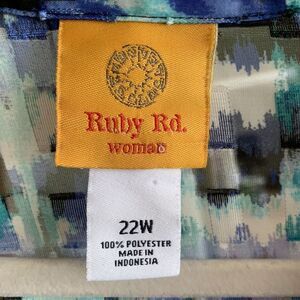 Ruby Rd.
woman
22W
100% POLYESTER
MADE IN
INDONESIA